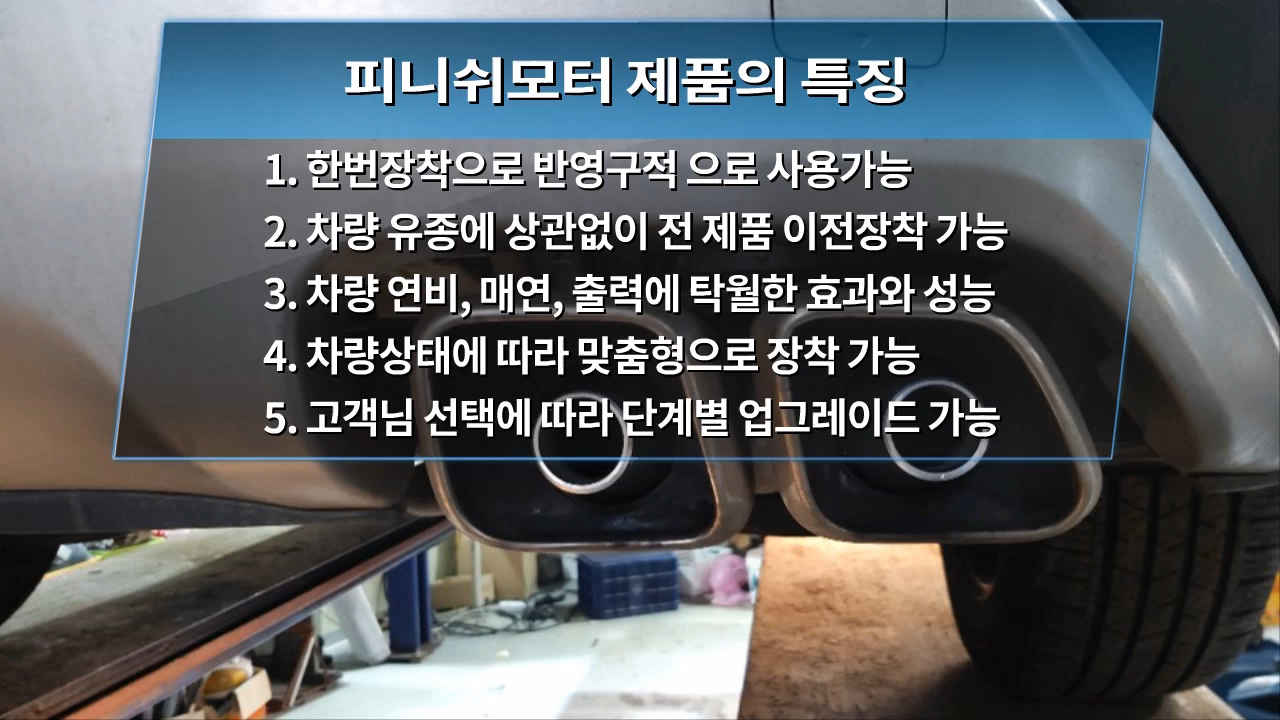 피니쉬모터 제품의 특징
1. 한번장착으로 반영구적 으로 사용가능
2. 차량 유종에 상관없이 전 제품 이전장착 가능
3. 차량 연비, 매연, 출력에 탁월한 효과와 성능
4. 차량상태에 따라 맞춤형으로 장착 가능
5. 고객님 선택에 따라 단계별 업그레이드 가능